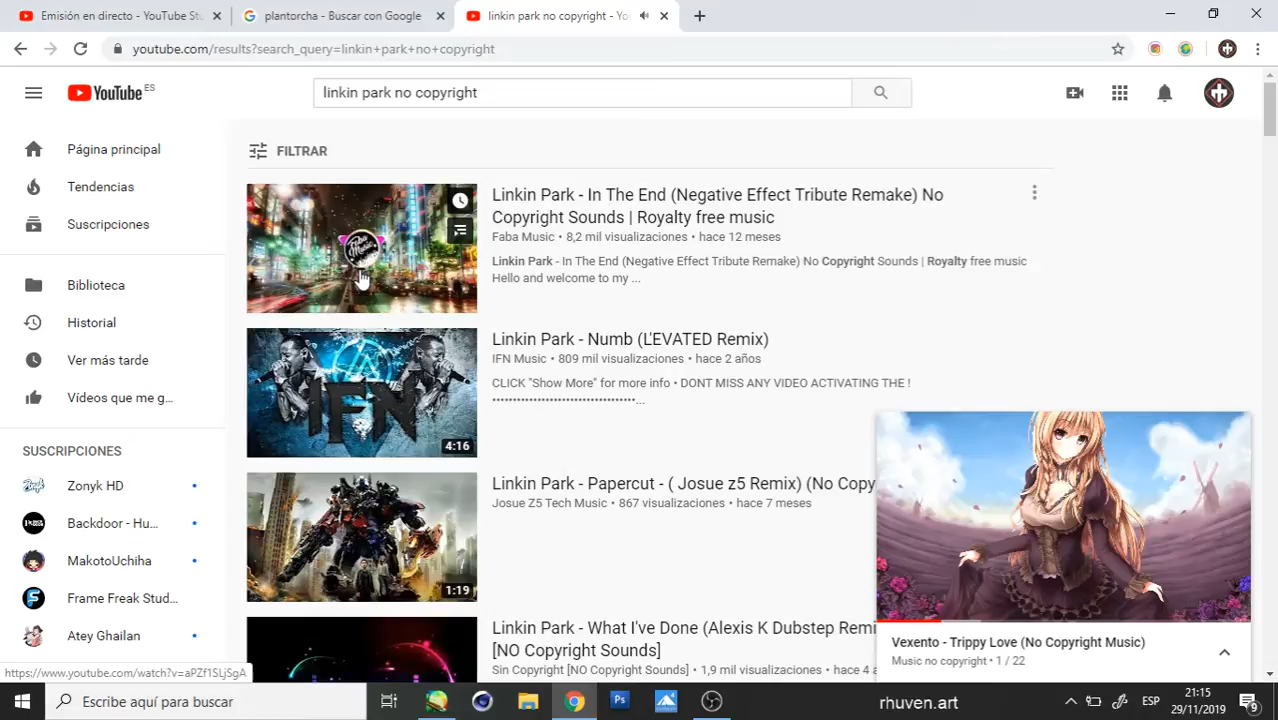 Emisión en directo - YouTube Stu
plantorcha - Buscar con Google
linkin park no copyright - Yo
youtube.com/results?search_query=linkin+park+no+copyright
YouTube ES
linkin park no copyright
Página principal
Tendencias
Suscripciones
Biblioteca
Historial
Ver más tarde
Vídeos que me g...
SUSCRIPCIONES
Zonyk HD
Backdoor - Hu...
MakotoUchiha
Frame Freak Stud...
Atey Ghailan
FILTRAR
Faba Music
Linkin Park - In The End (Negative Effect Tribute Remake) No
Copyright Sounds | Royalty free music
Faba Music • 8,2 mil visualizaciones • hace 12 meses
Linkin Park - In The End (Negative Effect Tribute Remake) No Copyright Sounds | Royalty free music
Hello and welcome to my ...
IFN
4:16
Linkin Park - Numb (L'EVATED Remix)
IFN Music • 809 mil visualizaciones • hace 2 años
CLICK "Show More" for more info • DONT MISS ANY VIDEO ACTIVATING THE !
••••••••••••••••••••••••••••••••••...
1:19
Linkin Park - Papercut - ( Josue z5 Remix) (No Copy
Josue Z5 Tech Music • 867 visualizaciones • hace 7 meses
Linkin Park - What I've Done (Alexis K Dubstep Remi
[NO Copyright Sounds]
Sin Copyright [NO Copyright Sounds] • 1,9 mil visualizaciones • hace 4 a
Vexento - Trippy Love (No Copyright Music)
Music no copyright • 1 / 22
https://www.youtube.com/watch?v=aPZf1SLjSgA
Escribe aquí para buscar
Ps
rhuven.art
ESP
21:15
29/11/2019
9